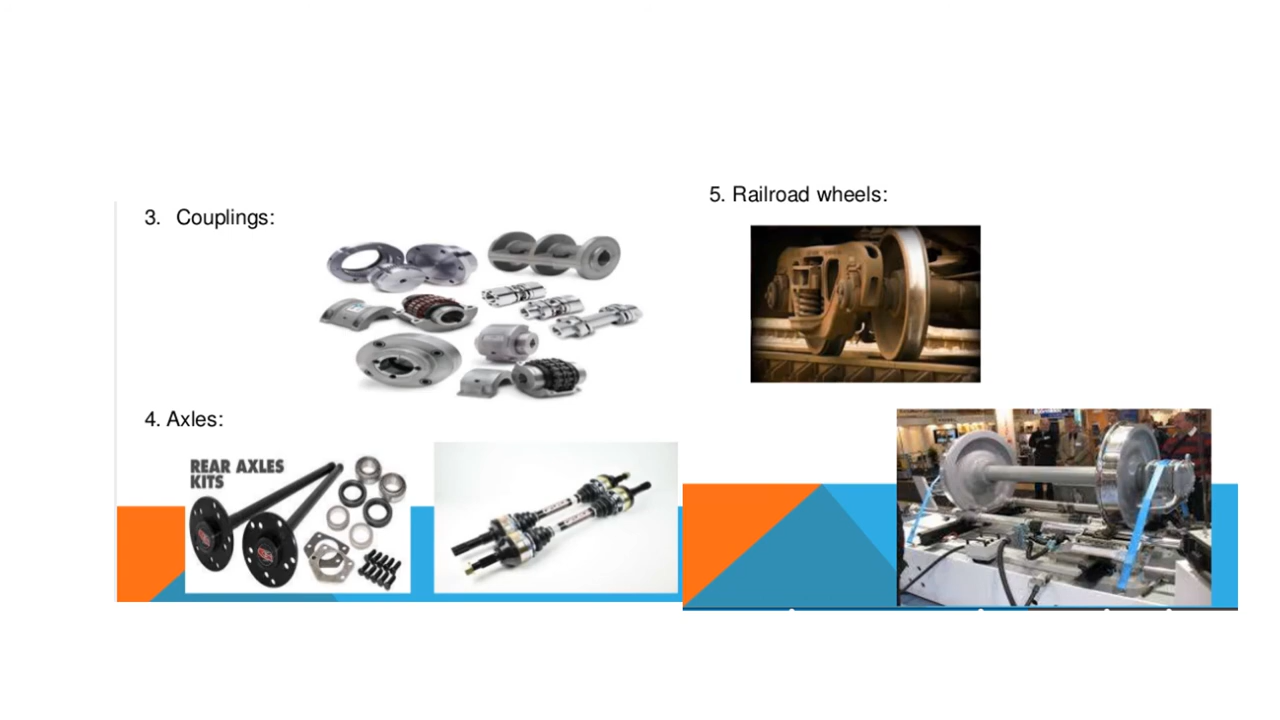 3. Couplings:
4. Axles:
REAR AXLES
KITS
5. Railroad wheels: